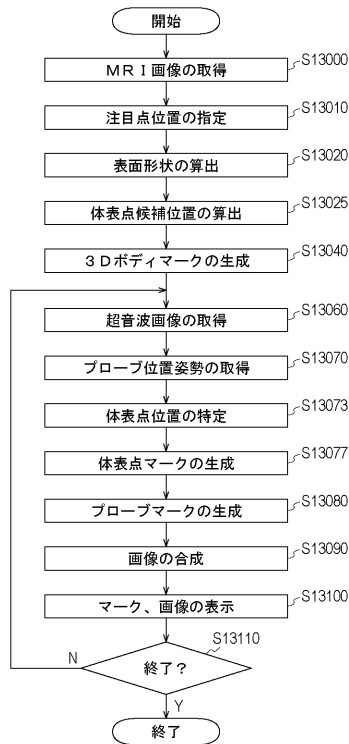 開始
S13000
ＭＲＩ画像の取得
S13010
注目点位置の指定
S13020
表面形状の算出
S13025
体表点候補位置の算出
S13040
３Ｄボディマークの生成
S13060
超音波画像の取得
S13070
プローブ位置姿勢の取得
S13073
体表点位置の特定
S13077
体表点マークの生成
S13080
プローブマークの生成
S13090
画像の合成
S13100
マーク、画像の表示
S13110
N
終了？
Y
終了